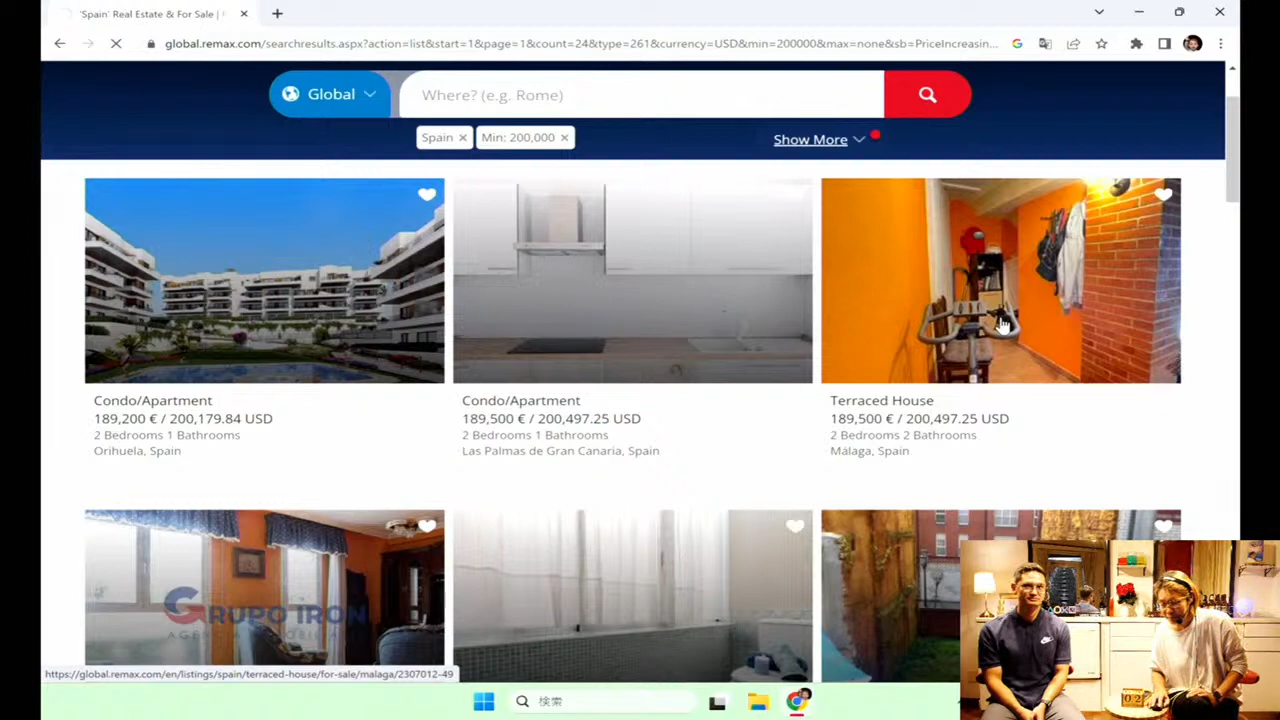 'Spain' Real Estate & For Sale |
global.remax.com/searchresults.aspx?action=list&start=1&page=1&count=24&type=261&currency=USD&min=200000&max=none&sb=PriceIncreasin...
Global
Where? (e.g. Rome)
Spain ×
Min: 200,000 ×
Show More
Condo/Apartment
189,200 € / 200,179.84 USD
2 Bedrooms 1 Bathrooms
Orihuela, Spain
Condo/Apartment
189,500 € / 200,497.25 USD
2 Bedrooms 1 Bathrooms
Las Palmas de Gran Canaria, Spain
Terraced House
189,500 € / 200,497.25 USD
2 Bedrooms 2 Bathrooms
Málaga, Spain
GRUPO IRON
https://global.remax.com/en/listings/spain/terraced-house/for-sale/malaga/2307012-49
検索
02